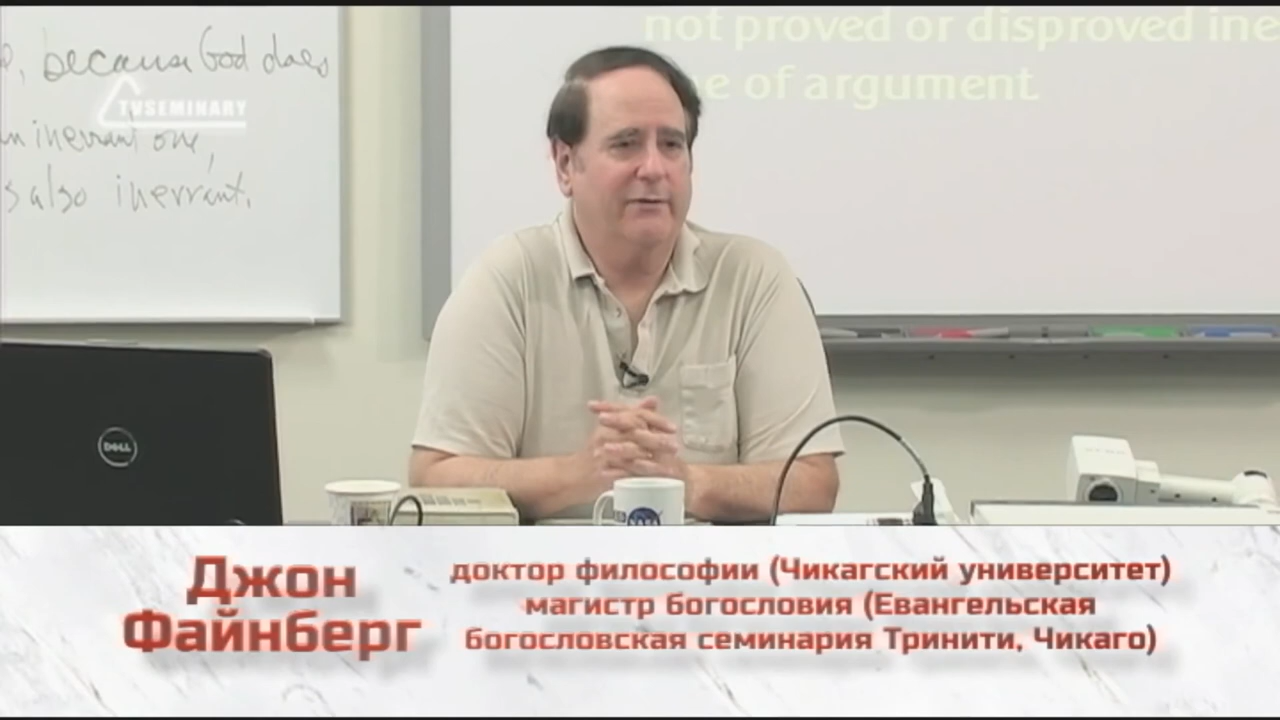 not proved or disproved ine
e of argument
, because God does
TVSEMINARY
n inerrant one,
s also inerrant.
DELL
NASA
Джон
Файнберг
доктор философии (Чикагский университет)
магистр богословия (Евангельская
богословская семинария Тринити, Чикаго)